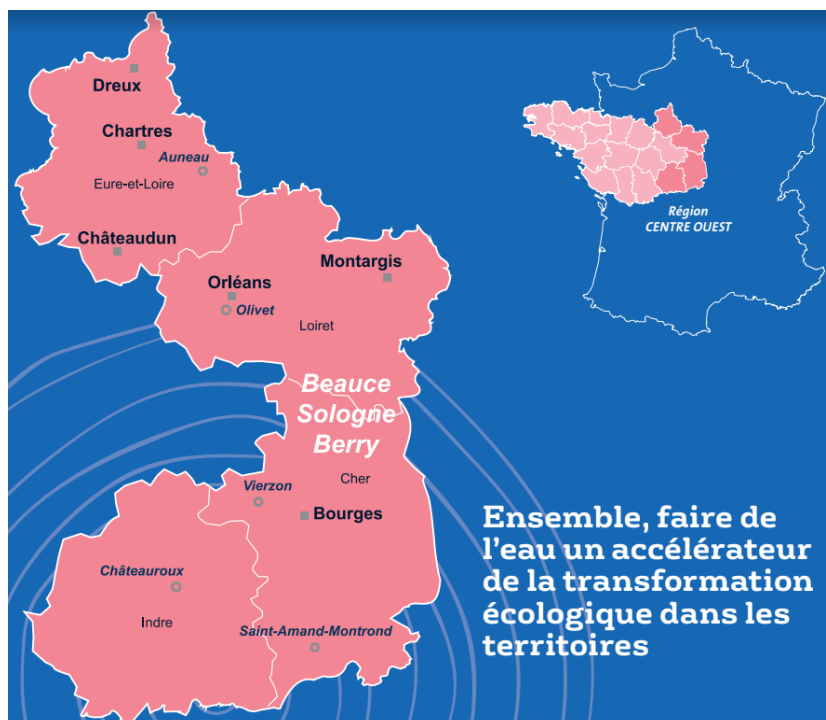 Dreux
Chartres
Auneau
Eure-et-Loire
Châteaudun
Montargis
Orléans
Olivet
Loiret
Beauce
Sologne
Berry
Cher
Vierzon
Bourges
Châteauroux
Indre
Saint-Amand-Montrond
Région
CENTRE OUEST
Ensemble, faire de
l'eau un accélérateur
de la transformation
écologique dans les
territoires